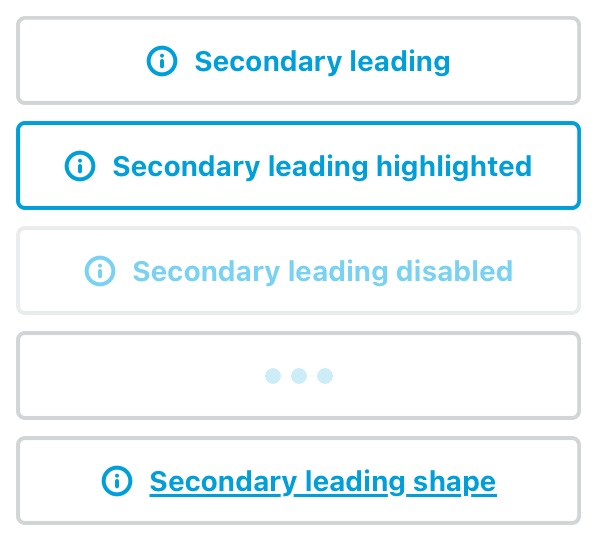 Secondary leading
Secondary leading highlighted
Secondary leading disabled
Secondary leading shape